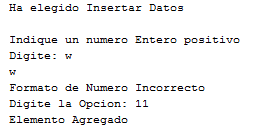 Ha elegido Insertar Datos
Indique un numero Entero positivo
Digite: w
w
Formato de Numero Incorrecto
Digite la Opcion: 11
Elemento Agregado